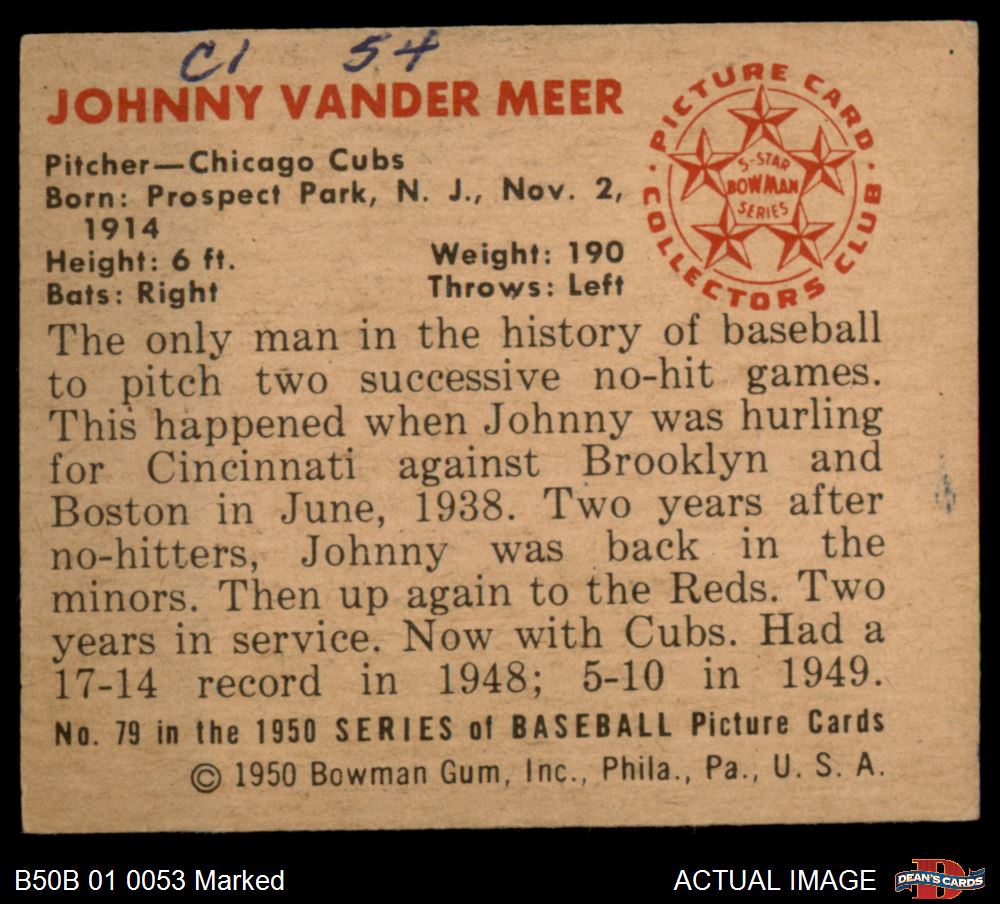 C1 54
JOHNNY VANDER MEER
Pitcher—Chicago Cubs
Born: Prospect Park, N. J., Nov. 2,
1914
Height: 6 ft. Weight: 190
Bats: Right Throws: Left
PICTURE CARD COLLECTORS CLUB
5-STAR
BOWMAN
SERIES
The only man in the history of baseball
to pitch two successive no-hit games.
This happened when Johnny was hurling
for Cincinnati against Brooklyn and
Boston in June, 1938. Two years after
no-hitters, Johnny was back in the
minors. Then up again to the Reds. Two
years in service. Now with Cubs. Had a
17-14 record in 1948; 5-10 in 1949.
No. 79 in the 1950 SERIES of BASEBALL Picture Cards
© 1950 Bowman Gum, Inc., Phila., Pa., U. S. A.
B50B 01 0053 Marked
ACTUAL IMAGE
D
DEAN'S CARDS